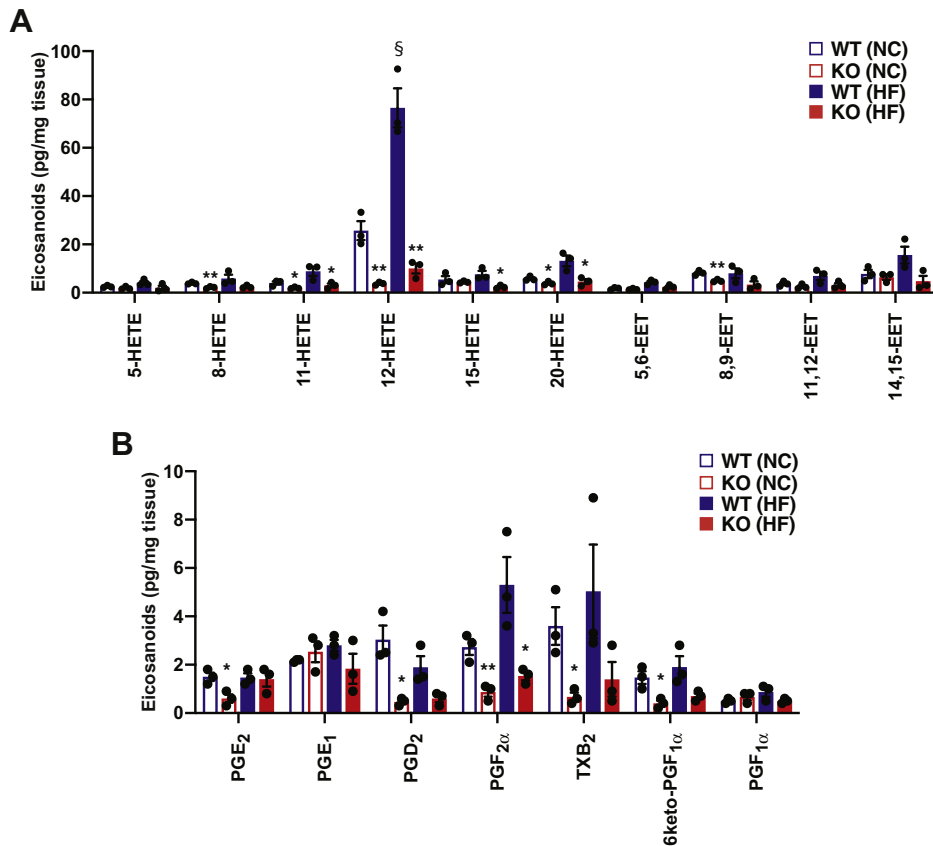 A
Eicosanoids (pg/mg tissue)
100
80
60
40
20
0
§
** * ** ** * * * * **
WT (NC)
KO (NC)
WT (HF)
KO (HF)
5-HETE
8-HETE
11-HETE
12-HETE
15-HETE
20-HETE
5,6-EET
8,9-EET
11,12-EET
14,15-EET
B
Eicosanoids (pg/mg tissue)
10
8
6
4
2
0
* * ** * * *
WT (NC)
KO (NC)
WT (HF)
KO (HF)
PGE₂
PGE₁
PGD₂
PGF₂α
TXB₂
6keto-PGF₁α
PGF₁α